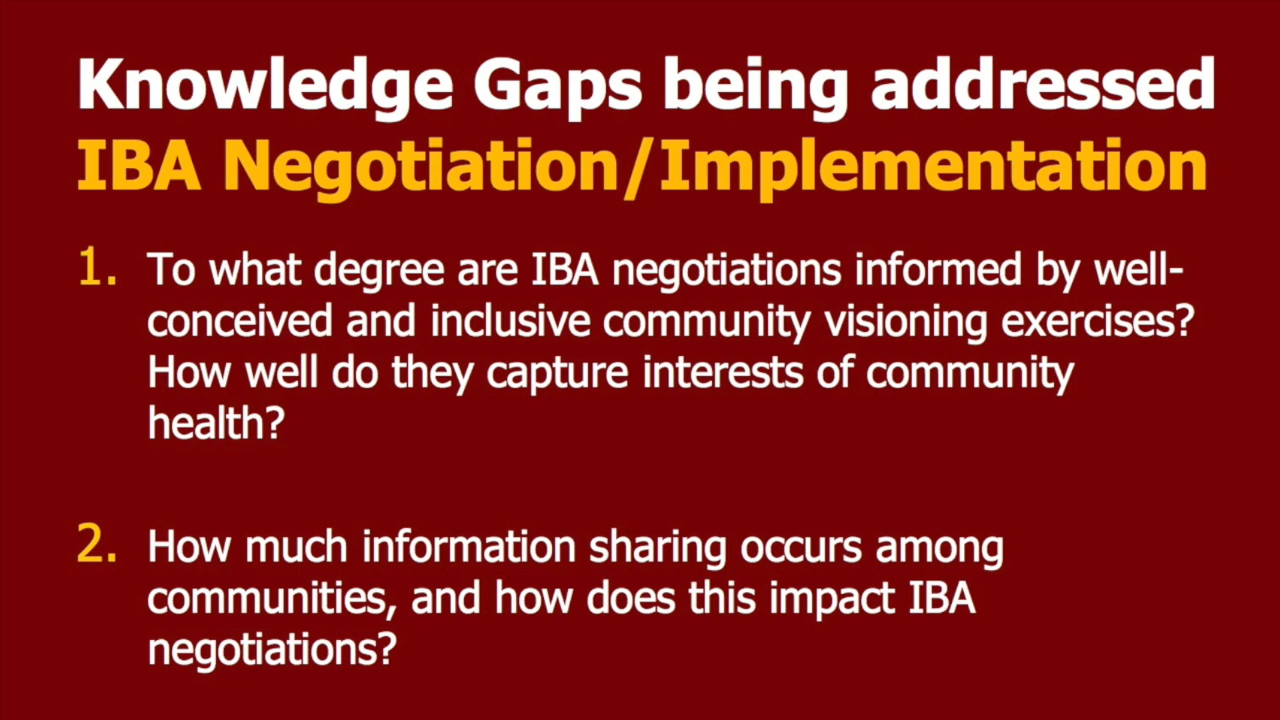 Knowledge Gaps being addressed
IBA Negotiation/Implementation
1. To what degree are IBA negotiations informed by well-
conceived and inclusive community visioning exercises?
How well do they capture interests of community
health?
2. How much information sharing occurs among
communities, and how does this impact IBA
negotiations?